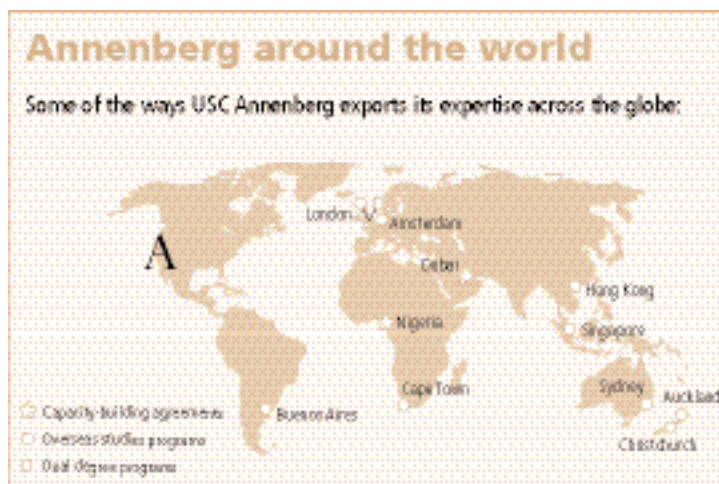 Annenberg around the world
Some of the ways USC Annenberg exports its expertise across the globe:
London
Amsterdam
A
Hong Kong
Nigeria
Singapore
Cape Town
Sydney
Auckland
Buenos Aires
Christchurch
Capacity-building agreements
Overseas studies programs
Dual degree programs